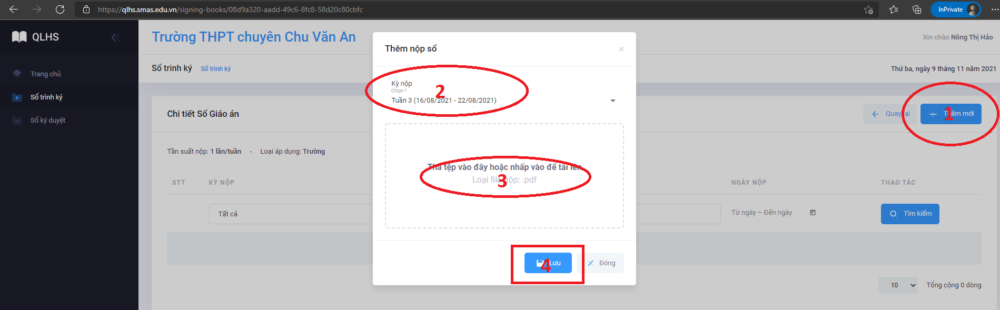 https://qlhs.smas.edu.vn/signing-books/08d9a320-aadd-49c6-8fc8-58d20c80cbfc
InPrivate
QLHS
Trường THPT chuyên Chu Văn An
Xin chào Nông Thị Hảo
Trang chủ
Sổ trình ký
Sổ ký duyệt
Sổ trình ký Sổ trình ký
Thứ ba, ngày 9 tháng 11 năm 2021
Chi tiết Sổ Giáo án
Quay lại
Thêm mới
1
Tần suất nộp: 1 lần/tuần - Loại áp dụng: Trường
STT KỲ NỘP NGÀY NỘP THAO TÁC
Tất cả
Từ ngày – Đến ngày
Tìm kiếm
10
Tổng cộng 0 dòng
Thêm nộp sổ
×
Kỳ nộp
Chọn *
2
Tuần 3 (16/08/2021 - 22/08/2021)
Thả tệp vào đây hoặc nhấp vào để tải lên
Loại file nộp: .pdf
3
Lưu
4
Đóng